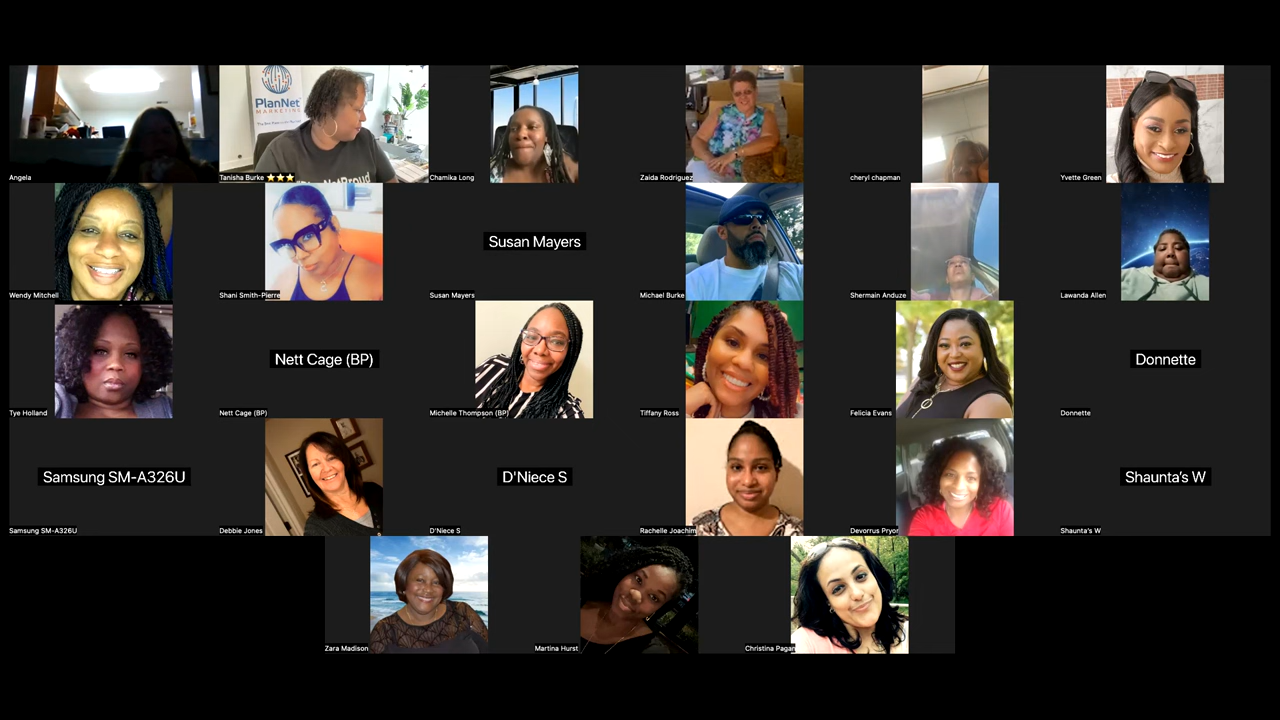 PlanNet
MARKETING
Proud
Angela
Tanisha Burke ⭐⭐⭐
Chamika Long
Zaida Rodriguez
cheryl chapman
Yvette Green
Susan Mayers
Wendy Mitchell
Shani Smith-Pierre
Susan Mayers
Michael Burke
Shermain Anduze
Lawanda Allen
Nett Cage (BP)
Donnette
Tye Holland
Nett Cage (BP)
Michelle Thompson (BP)
Tiffany Ross
Felicia Evans
Donnette
Samsung SM-A326U
D'Niece S
Shaunta's W
Samsung SM-A326U
Debbie Jones
D'Niece S
Rachelle Joachim
Devorrus Pryor
Shaunta's W
Zara Madison
Martina Hurst
Christina Pagan